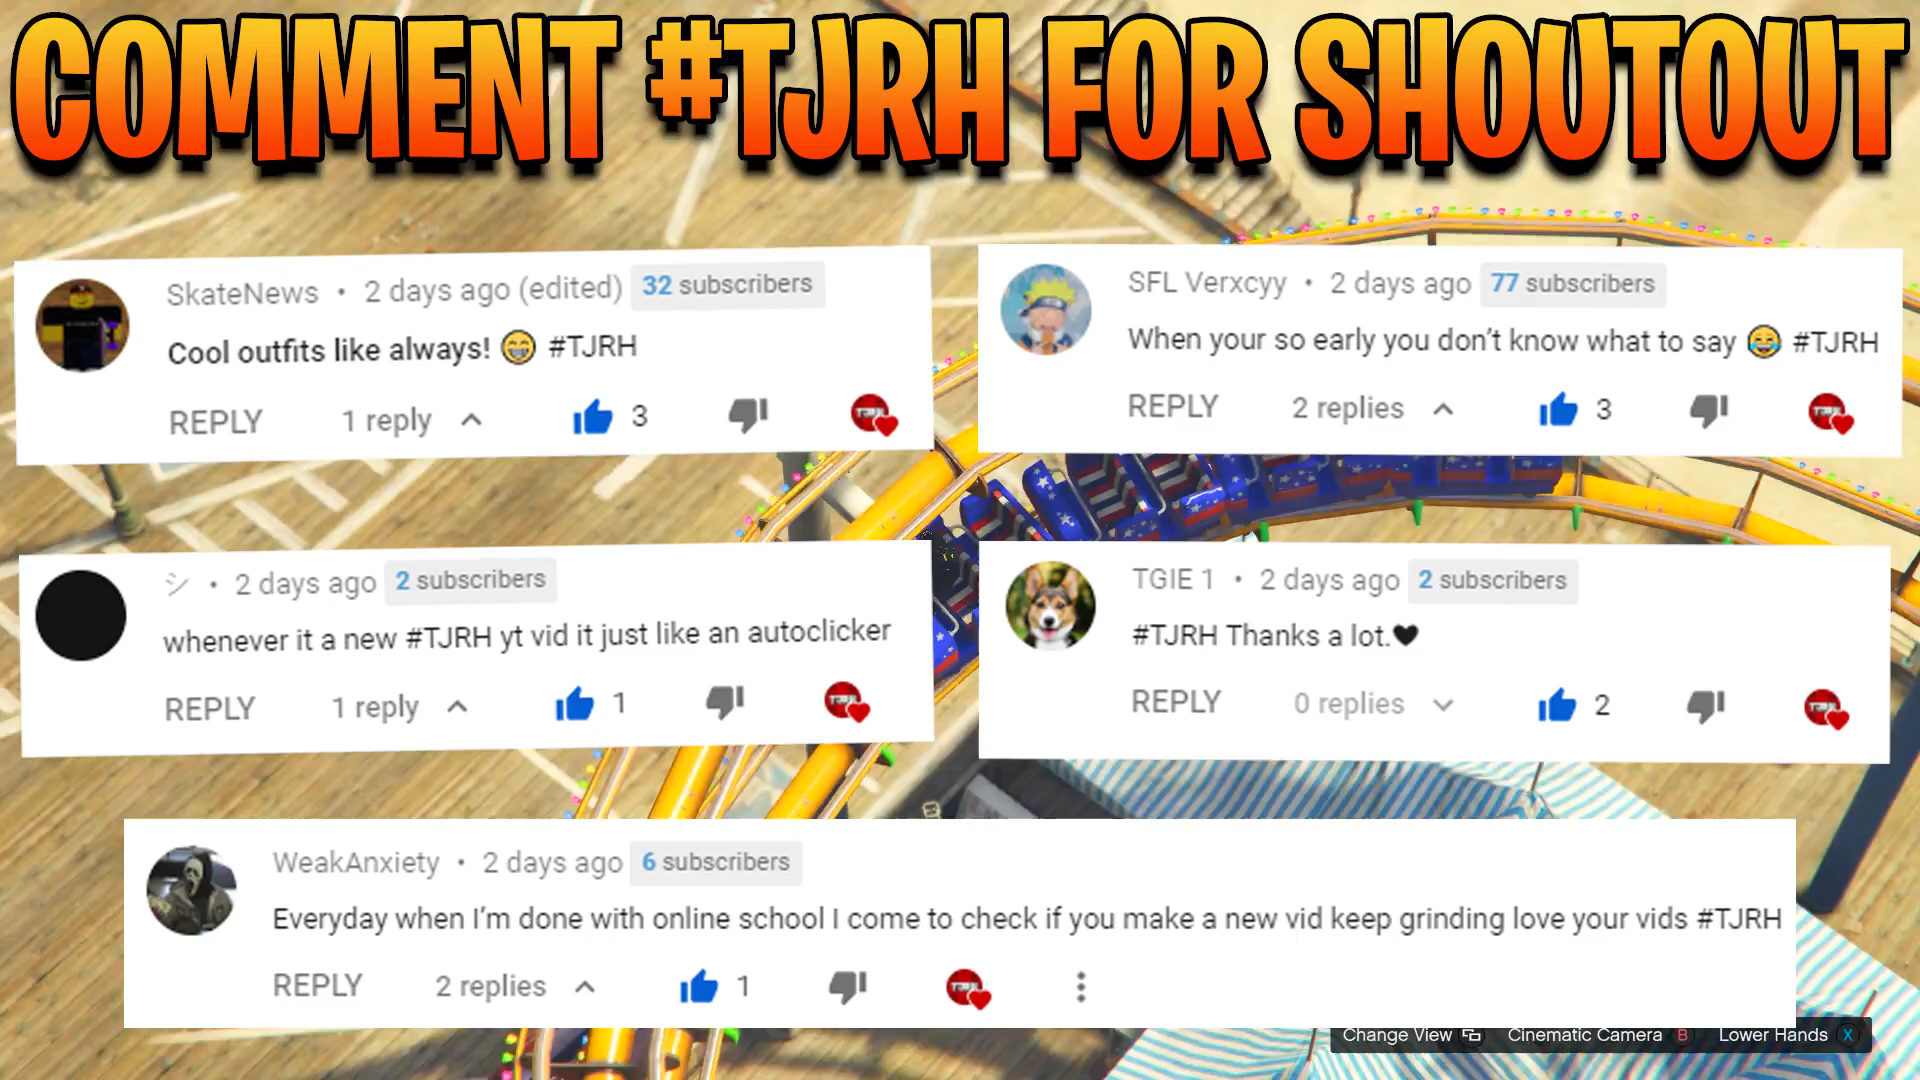 COMMENT #TJRH FOR SHOUTOUT
SkateNews • 2 days ago (edited) 32 subscribers
Cool outfits like always! 😁 #TJRH
REPLY 1 reply 3
SFL Verxcyy • 2 days ago 77 subscribers
When your so early you don't know what to say 😂 #TJRH
REPLY 2 replies 3
シ • 2 days ago 2 subscribers
whenever it a new #TJRH yt vid it just like an autoclicker
REPLY 1 reply 1
TGIE 1 • 2 days ago 2 subscribers
#TJRH Thanks a lot.🖤
REPLY 0 replies 2
WeakAnxiety • 2 days ago 6 subscribers
Everyday when I'm done with online school I come to check if you make a new vid keep grinding love your vids #TJRH
REPLY 2 replies 1
Change View Cinematic Camera B Lower Hands X